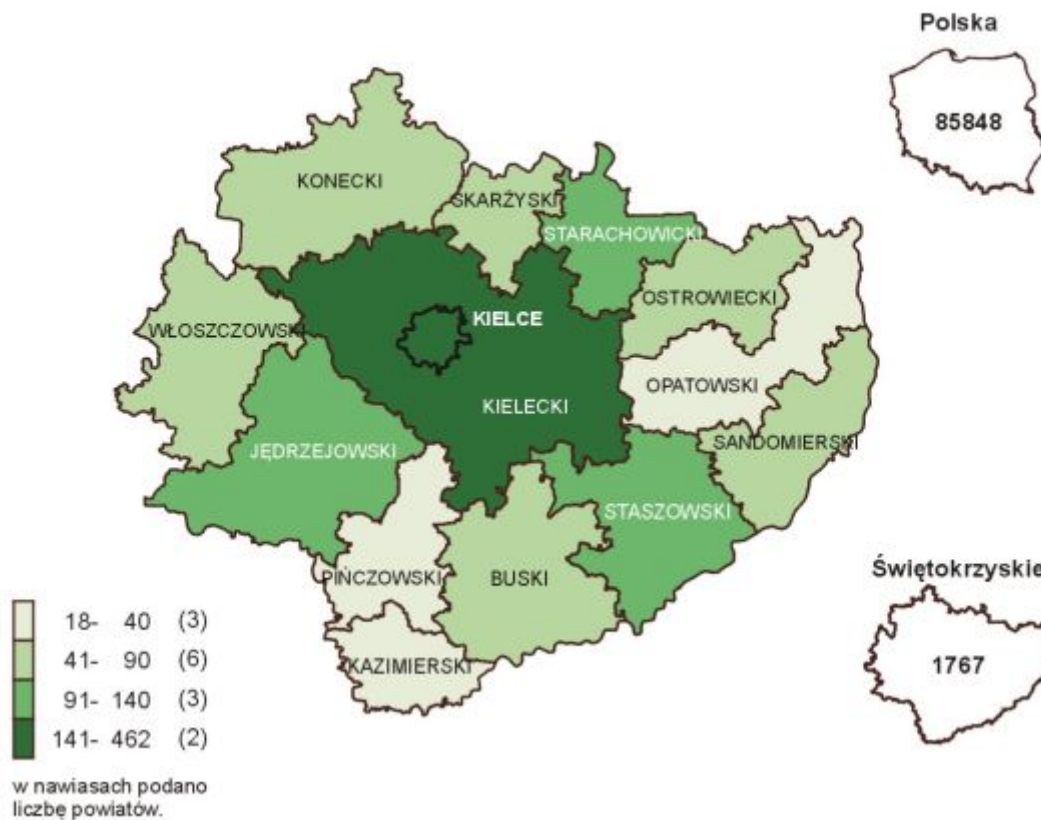 Polska
85848
KONECKI
SKARŻYSKI
STARACHOWICKI
OSTROWIECKI
KIELCE
WŁOSZCZOWSKI
OPATOWSKI
KIELECKI
SANDOMIERSKI
JĘDRZEJOWSKI
STASZOWSKI
PIŃCZOWSKI
BUSKI
KAZIMIERSKI
Świętokrzyskie
1767
18- 40 (3)
41- 90 (6)
91- 140 (3)
141- 462 (2)
w nawiasach podano
liczbę powiatów.